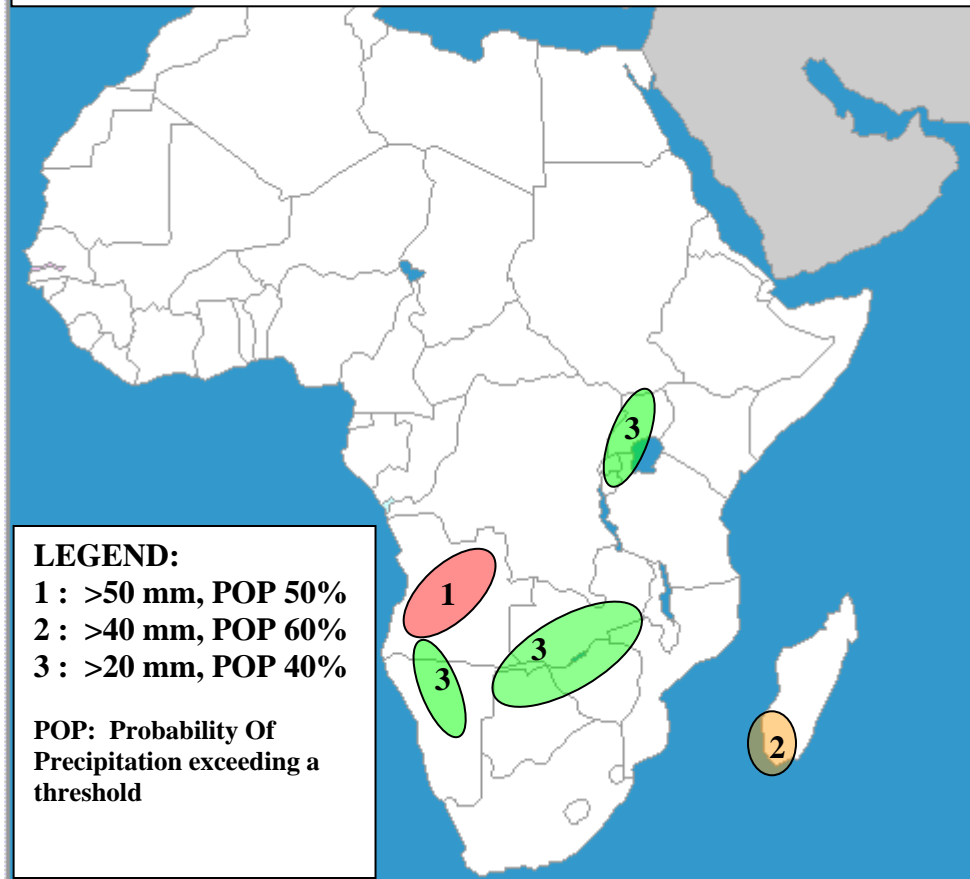 3
1
3
3
2
LEGEND:
1 : >50 mm, POP 50%
2 : >40 mm, POP 60%
3 : >20 mm, POP 40%
POP: Probability Of
Precipitation exceeding a
threshold